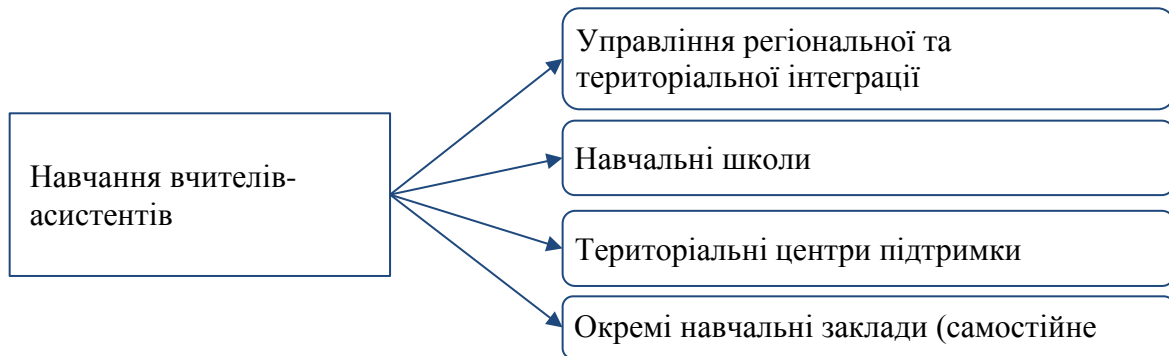 Навчання вчителів-
асистентів
Управління регіональної та
територіальної інтеграції
Навчальні школи
Територіальні центри підтримки
Окремі навчальні заклади (самостійне